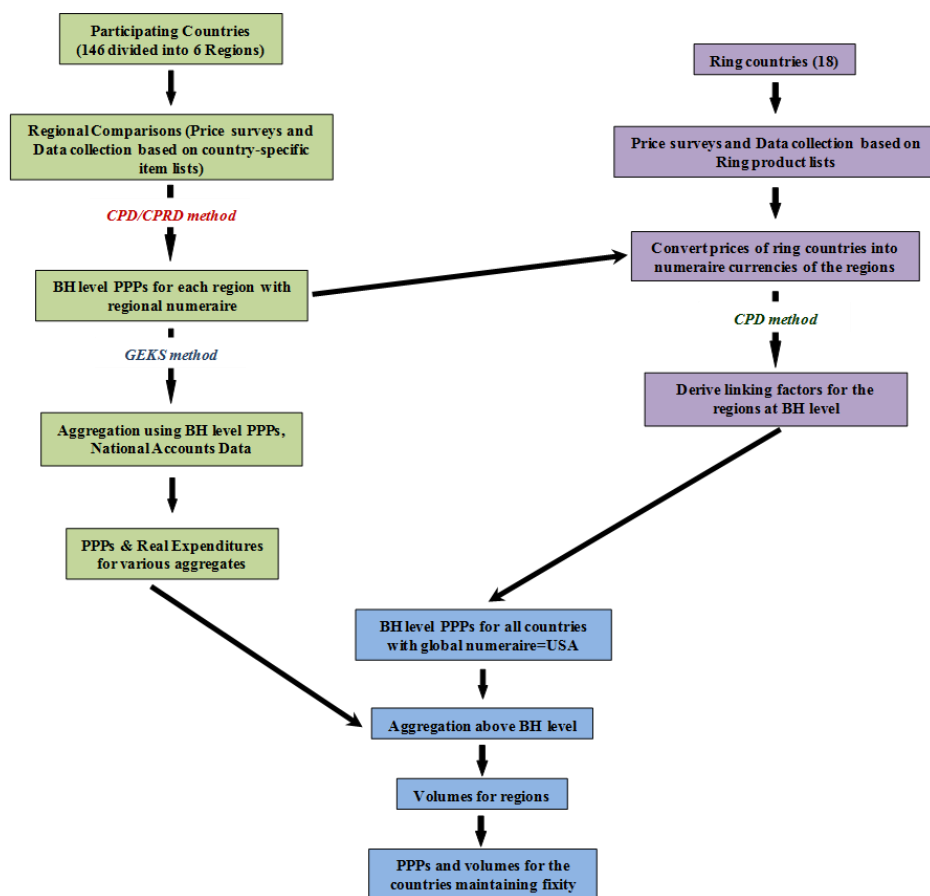 Participating Countries
(146 divided into 6 Regions)
Regional Comparisons (Price surveys and
Data collection based on country-specific
item lists)
CPD/CPRD method
BH level PPPs for each region with
regional numeraire
GEKS method
Aggregation using BH level PPPs,
National Accounts Data
PPPs & Real Expenditures
for various aggregates
Ring countries (18)
Price surveys and Data collection based on
Ring product lists
Convert prices of ring countries into
numeraire currencies of the regions
CPD method
Derive linking factors for the
regions at BH level
BH level PPPs for all countries
with global numeraire=USA
Aggregation above BH level
Volumes for regions
PPPs and volumes for the
countries maintaining fixity